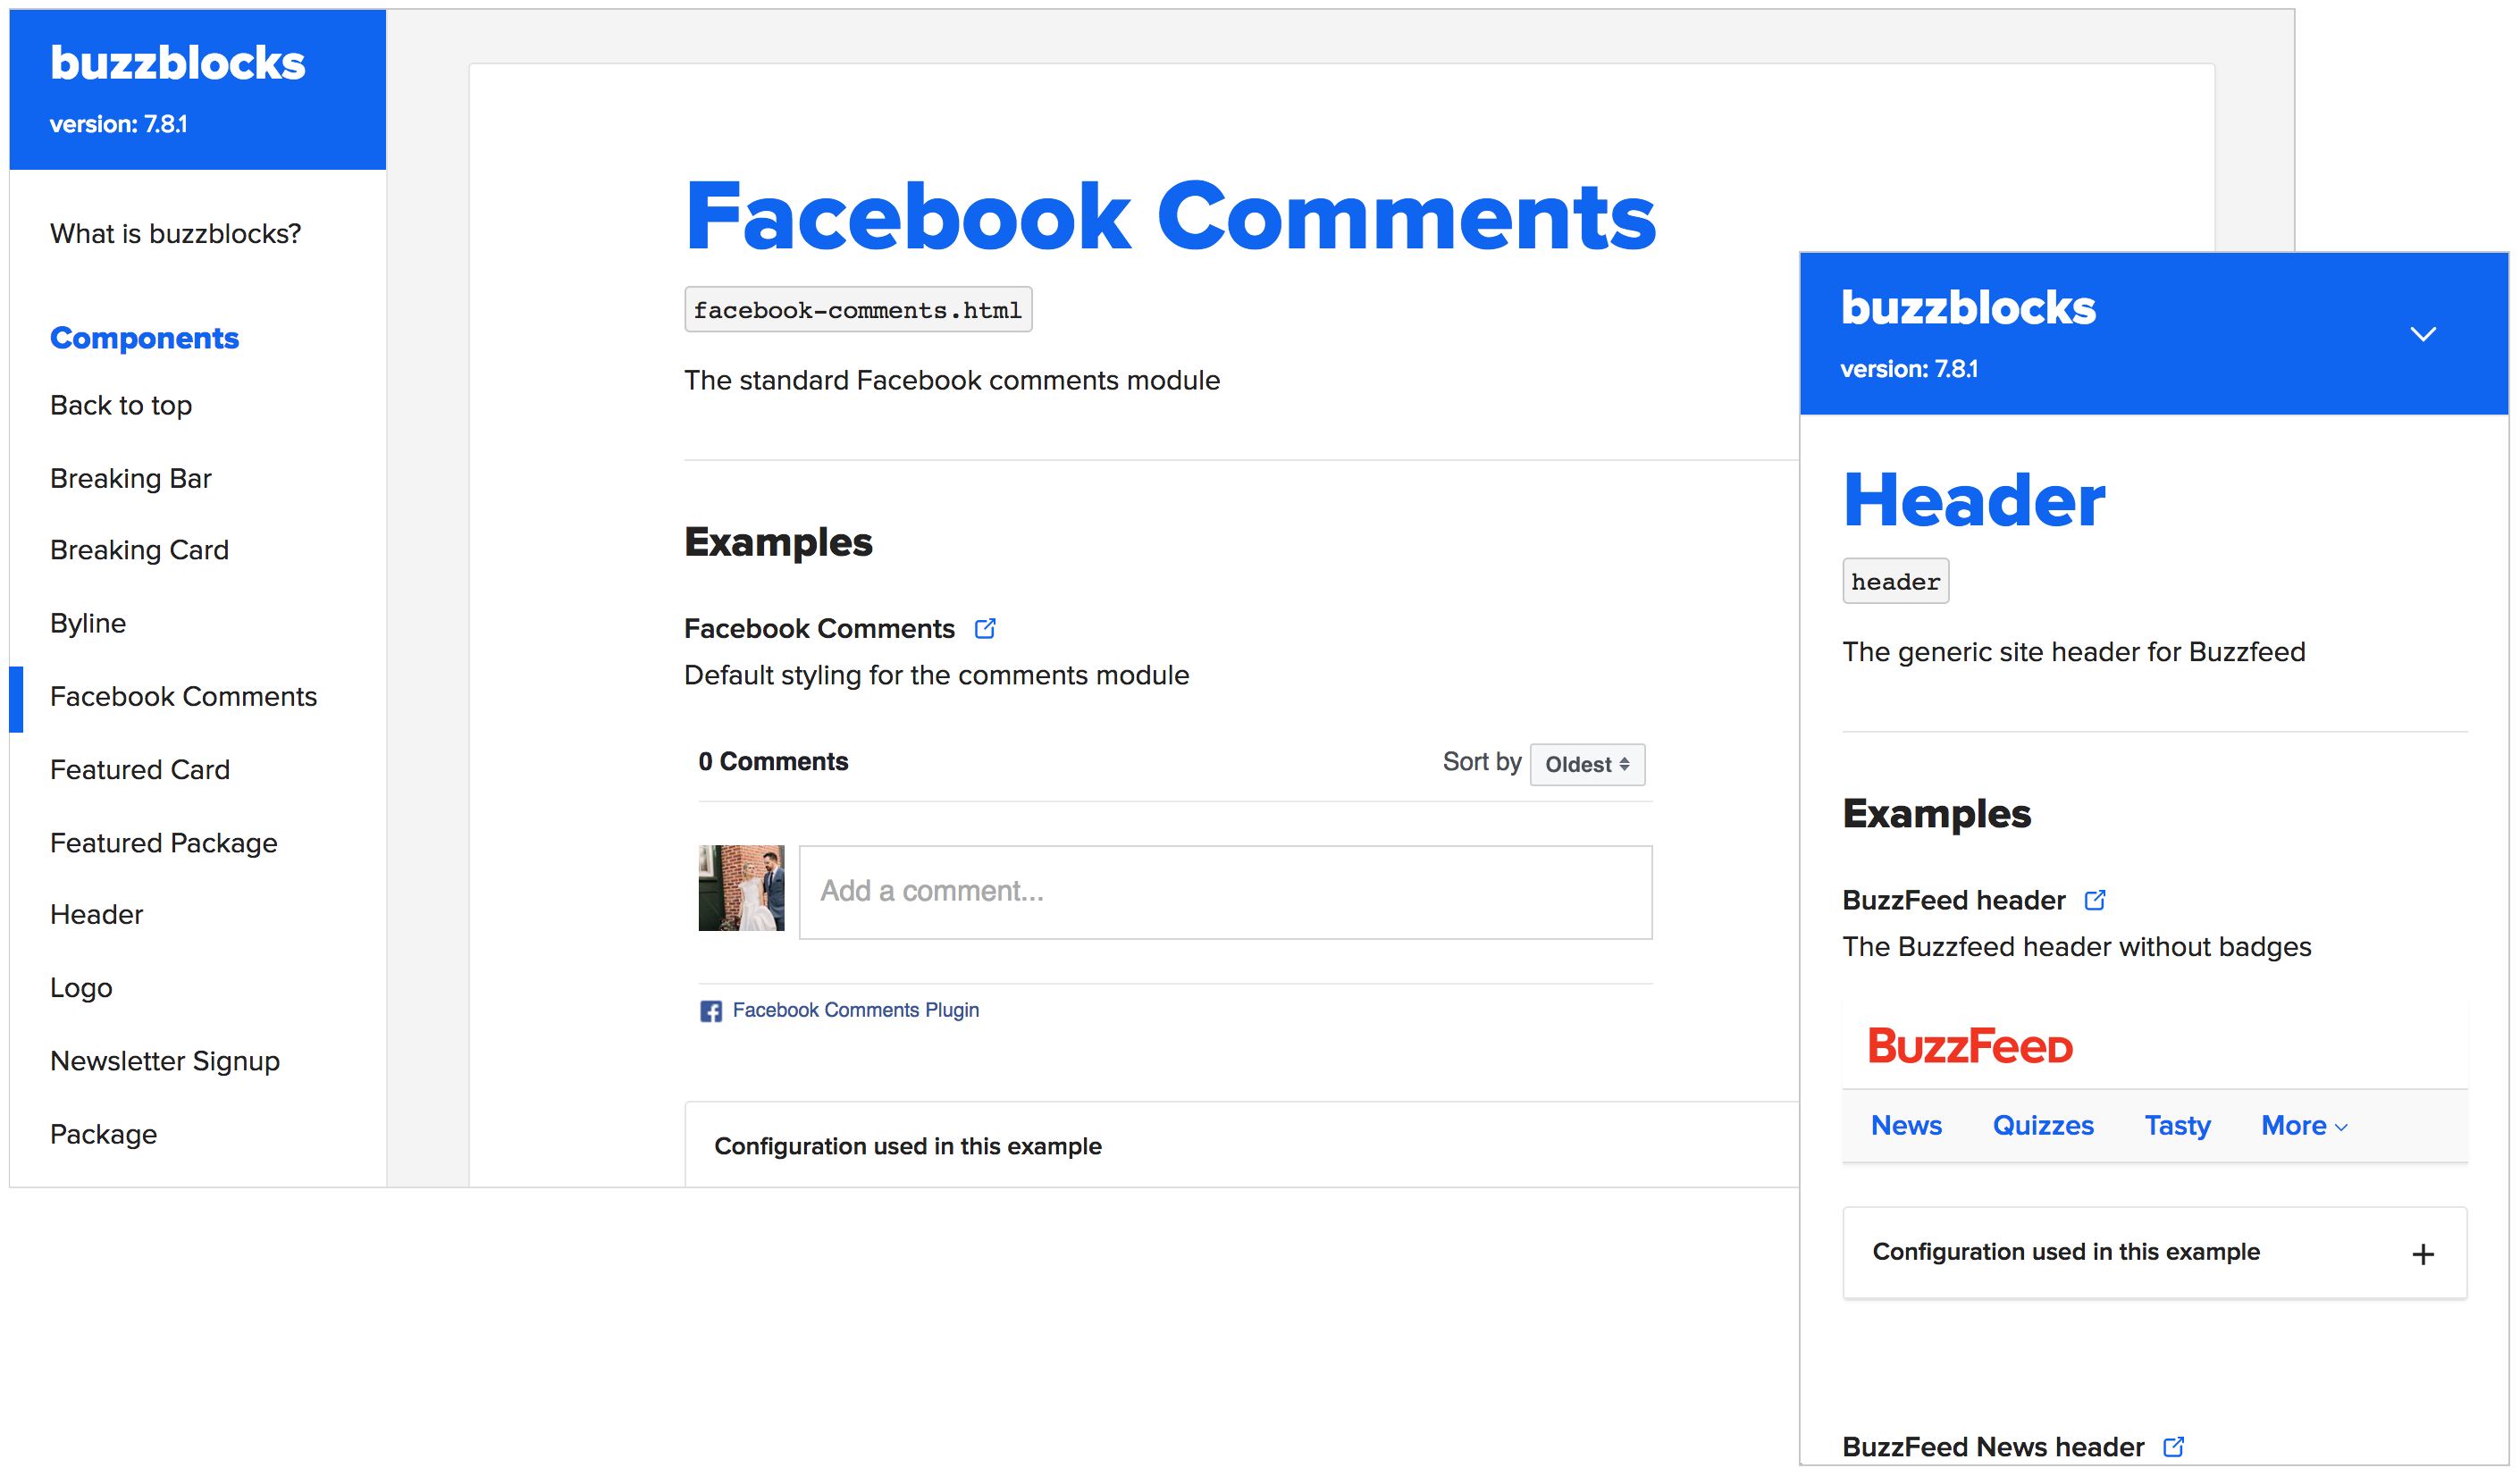 buzzblocks
version: 7.8.1
What is buzzblocks?
Components
Back to top
Breaking Bar
Breaking Card
Byline
Facebook Comments
Featured Card
Featured Package
Header
Logo
Newsletter Signup
Package
Facebook Comments
facebook-comments.html
The standard Facebook comments module
Examples
Facebook Comments
Default styling for the comments module
0 Comments
Sort by Oldest
Add a comment...
Facebook Comments Plugin
Configuration used in this example
buzzblocks
version: 7.8.1
Header
header
The generic site header for Buzzfeed
Examples
BuzzFeed header
The Buzzfeed header without badges
BuzzFeeD
News Quizzes Tasty More
Configuration used in this example +
BuzzFeed News header